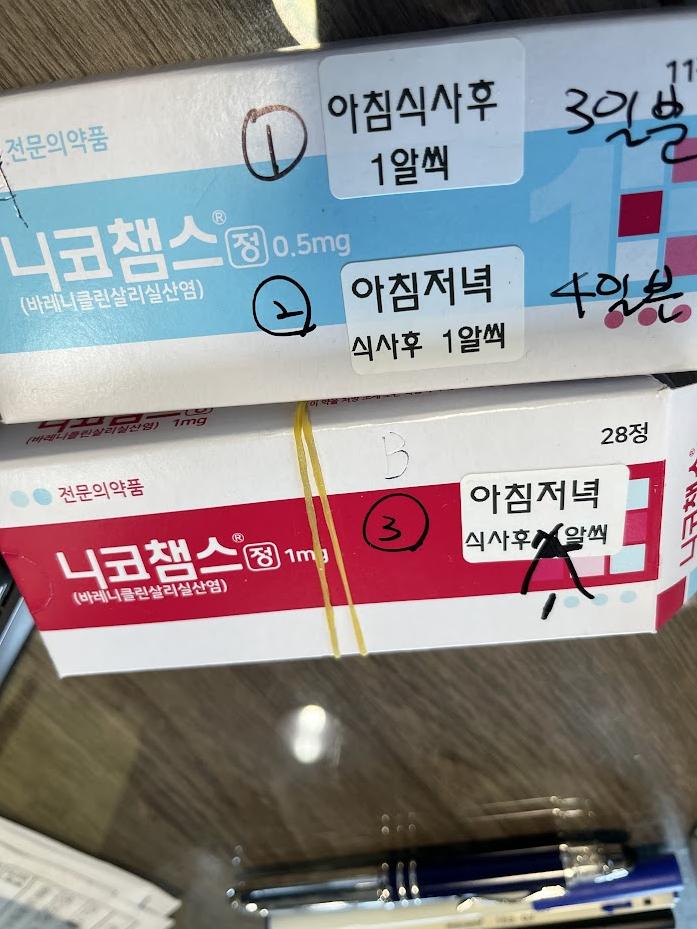 전문의약품
① 아침식사후 3일분
1알씩
니코챔스® 정 0.5mg
(바레니클린살리실산염)
② 아침저녁 4일분
식사후 1알씩
(바레니클린살리실산염) 1mg
B
28정
전문의약품
③ 아침저녁
식사후 알씩
1
니코챔스® 정 1mg
(바레니클린살리실산염)
니코챔스®